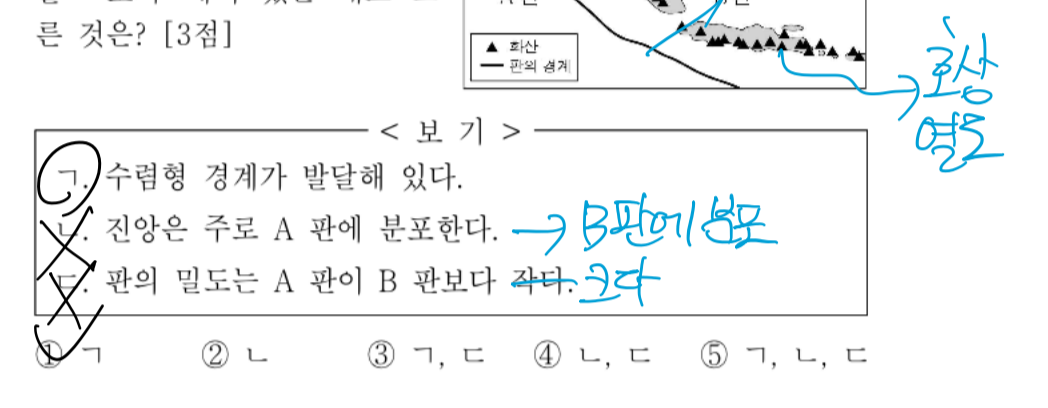 른 것은? [3점]
▲ 화산
— 판의 경계
호상
열도
< 보 기 >
ㄱ. 수렴형 경계가 발달해 있다.
ㄴ. 진앙은 주로 A 판에 분포한다. → B판에 분포
ㄷ. 판의 밀도는 A 판이 B 판보다 작다. 크다
① ㄱ ② ㄴ ③ ㄱ, ㄷ ④ ㄴ, ㄷ ⑤ ㄱ, ㄴ, ㄷ